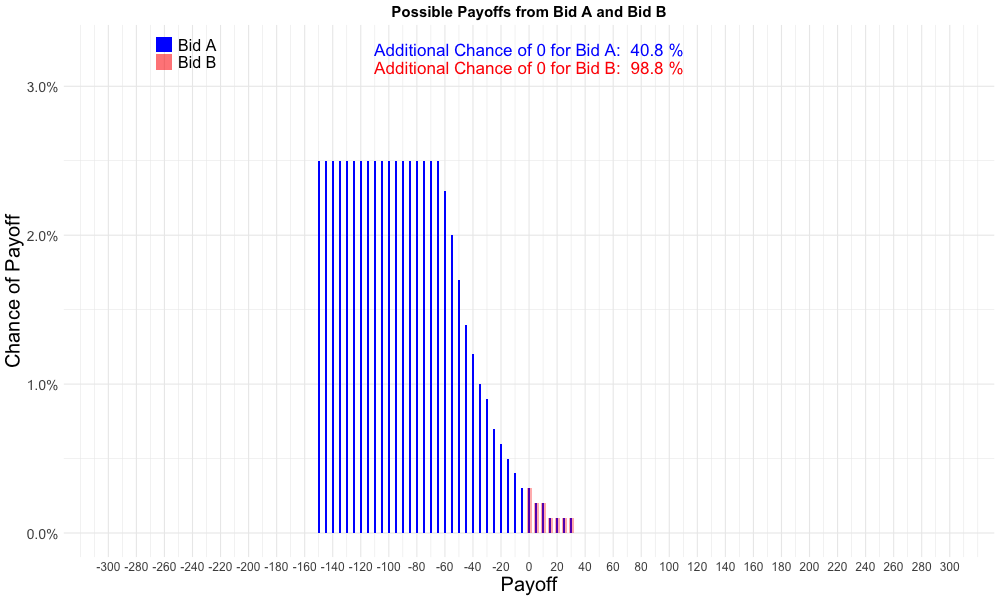 Possible Payoffs from Bid A and Bid B
Bid A
Bid B
Additional Chance of 0 for Bid A: 40.8 %
Additional Chance of 0 for Bid B: 98.8 %
Chance of Payoff
3.0%
2.0%
1.0%
0.0%
-300 -280 -260 -240 -220 -200 -180 -160 -140 -120 -100 -80 -60 -40 -20 0 20 40 60 80 100 120 140 160 180 200 220 240 260 280 300
Payoff